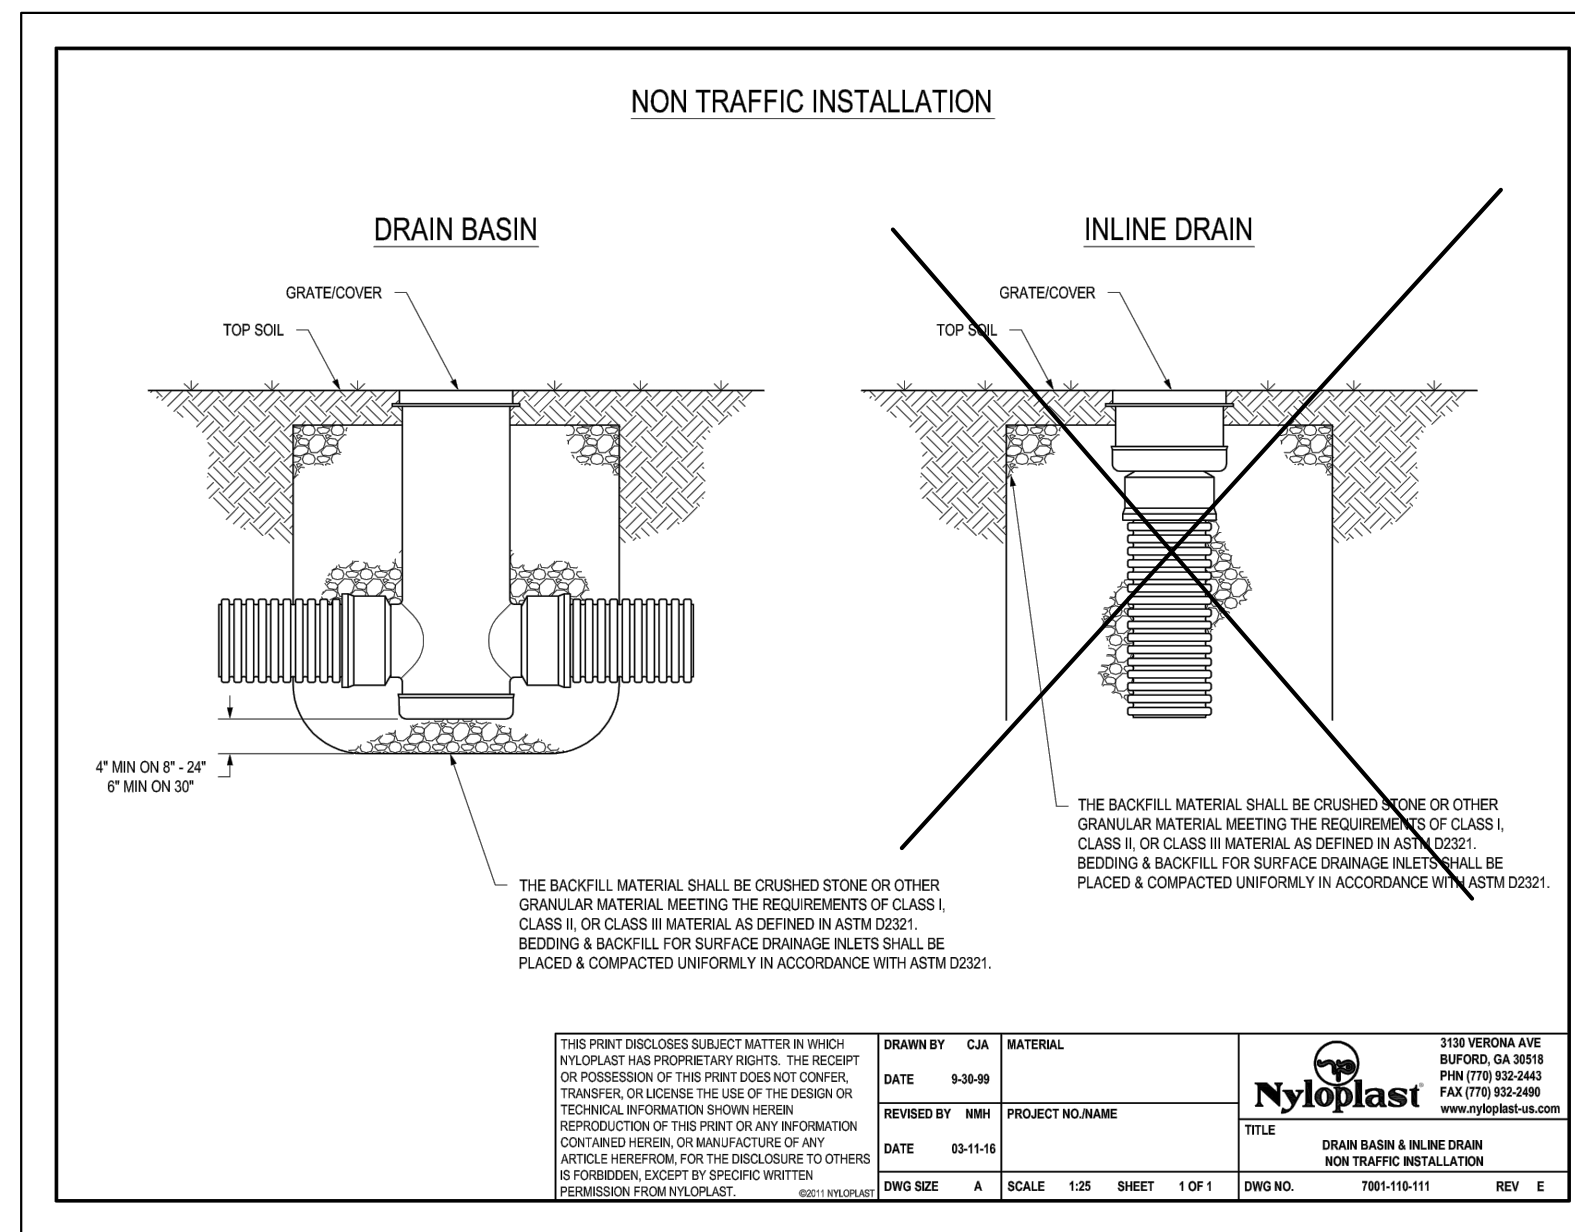 NON TRAFFIC INSTALLATION
DRAIN BASIN
GRATE/COVER
TOP SOIL
4" MIN ON 8" - 24"
6" MIN ON 30"
THE BACKFILL MATERIAL SHALL BE CRUSHED STONE OR OTHER
GRANULAR MATERIAL MEETING THE REQUIREMENTS OF CLASS I,
CLASS II, OR CLASS III MATERIAL AS DEFINED IN ASTM D2321.
BEDDING & BACKFILL FOR SURFACE DRAINAGE INLETS SHALL BE
PLACED & COMPACTED UNIFORMLY IN ACCORDANCE WITH ASTM D2321.
INLINE DRAIN
GRATE/COVER
TOP SOIL
THE BACKFILL MATERIAL SHALL BE CRUSHED STONE OR OTHER
GRANULAR MATERIAL MEETING THE REQUIREMENTS OF CLASS I,
CLASS II, OR CLASS III MATERIAL AS DEFINED IN ASTM D2321.
BEDDING & BACKFILL FOR SURFACE DRAINAGE INLETS SHALL BE
PLACED & COMPACTED UNIFORMLY IN ACCORDANCE WITH ASTM D2321.
THIS PRINT DISCLOSES SUBJECT MATTER IN WHICH
NYLOPLAST HAS PROPRIETARY RIGHTS. THE RECEIPT
OR POSSESSION OF THIS PRINT DOES NOT CONFER,
TRANSFER, OR LICENSE THE USE OF THE DESIGN OR
TECHNICAL INFORMATION SHOWN HEREIN
REPRODUCTION OF THIS PRINT OR ANY INFORMATION
CONTAINED HEREIN, OR MANUFACTURE OF ANY
ARTICLE HEREFROM, FOR THE DISCLOSURE TO OTHERS
IS FORBIDDEN, EXCEPT BY SPECIFIC WRITTEN
PERMISSION FROM NYLOPLAST. ©2011 NYLOPLAST
DRAWN BY CJA
DATE 9-30-99
REVISED BY NMH
DATE 03-11-16
DWG SIZE A
MATERIAL
PROJECT NO./NAME
SCALE 1:25 SHEET 1 OF 1
Nyloplast
3130 VERONA AVE
BUFORD, GA 30518
PHN (770) 932-2443
FAX (770) 932-2490
www.nyloplast-us.com
TITLE
DRAIN BASIN & INLINE DRAIN
NON TRAFFIC INSTALLATION
DWG NO. 7001-110-111 REV E